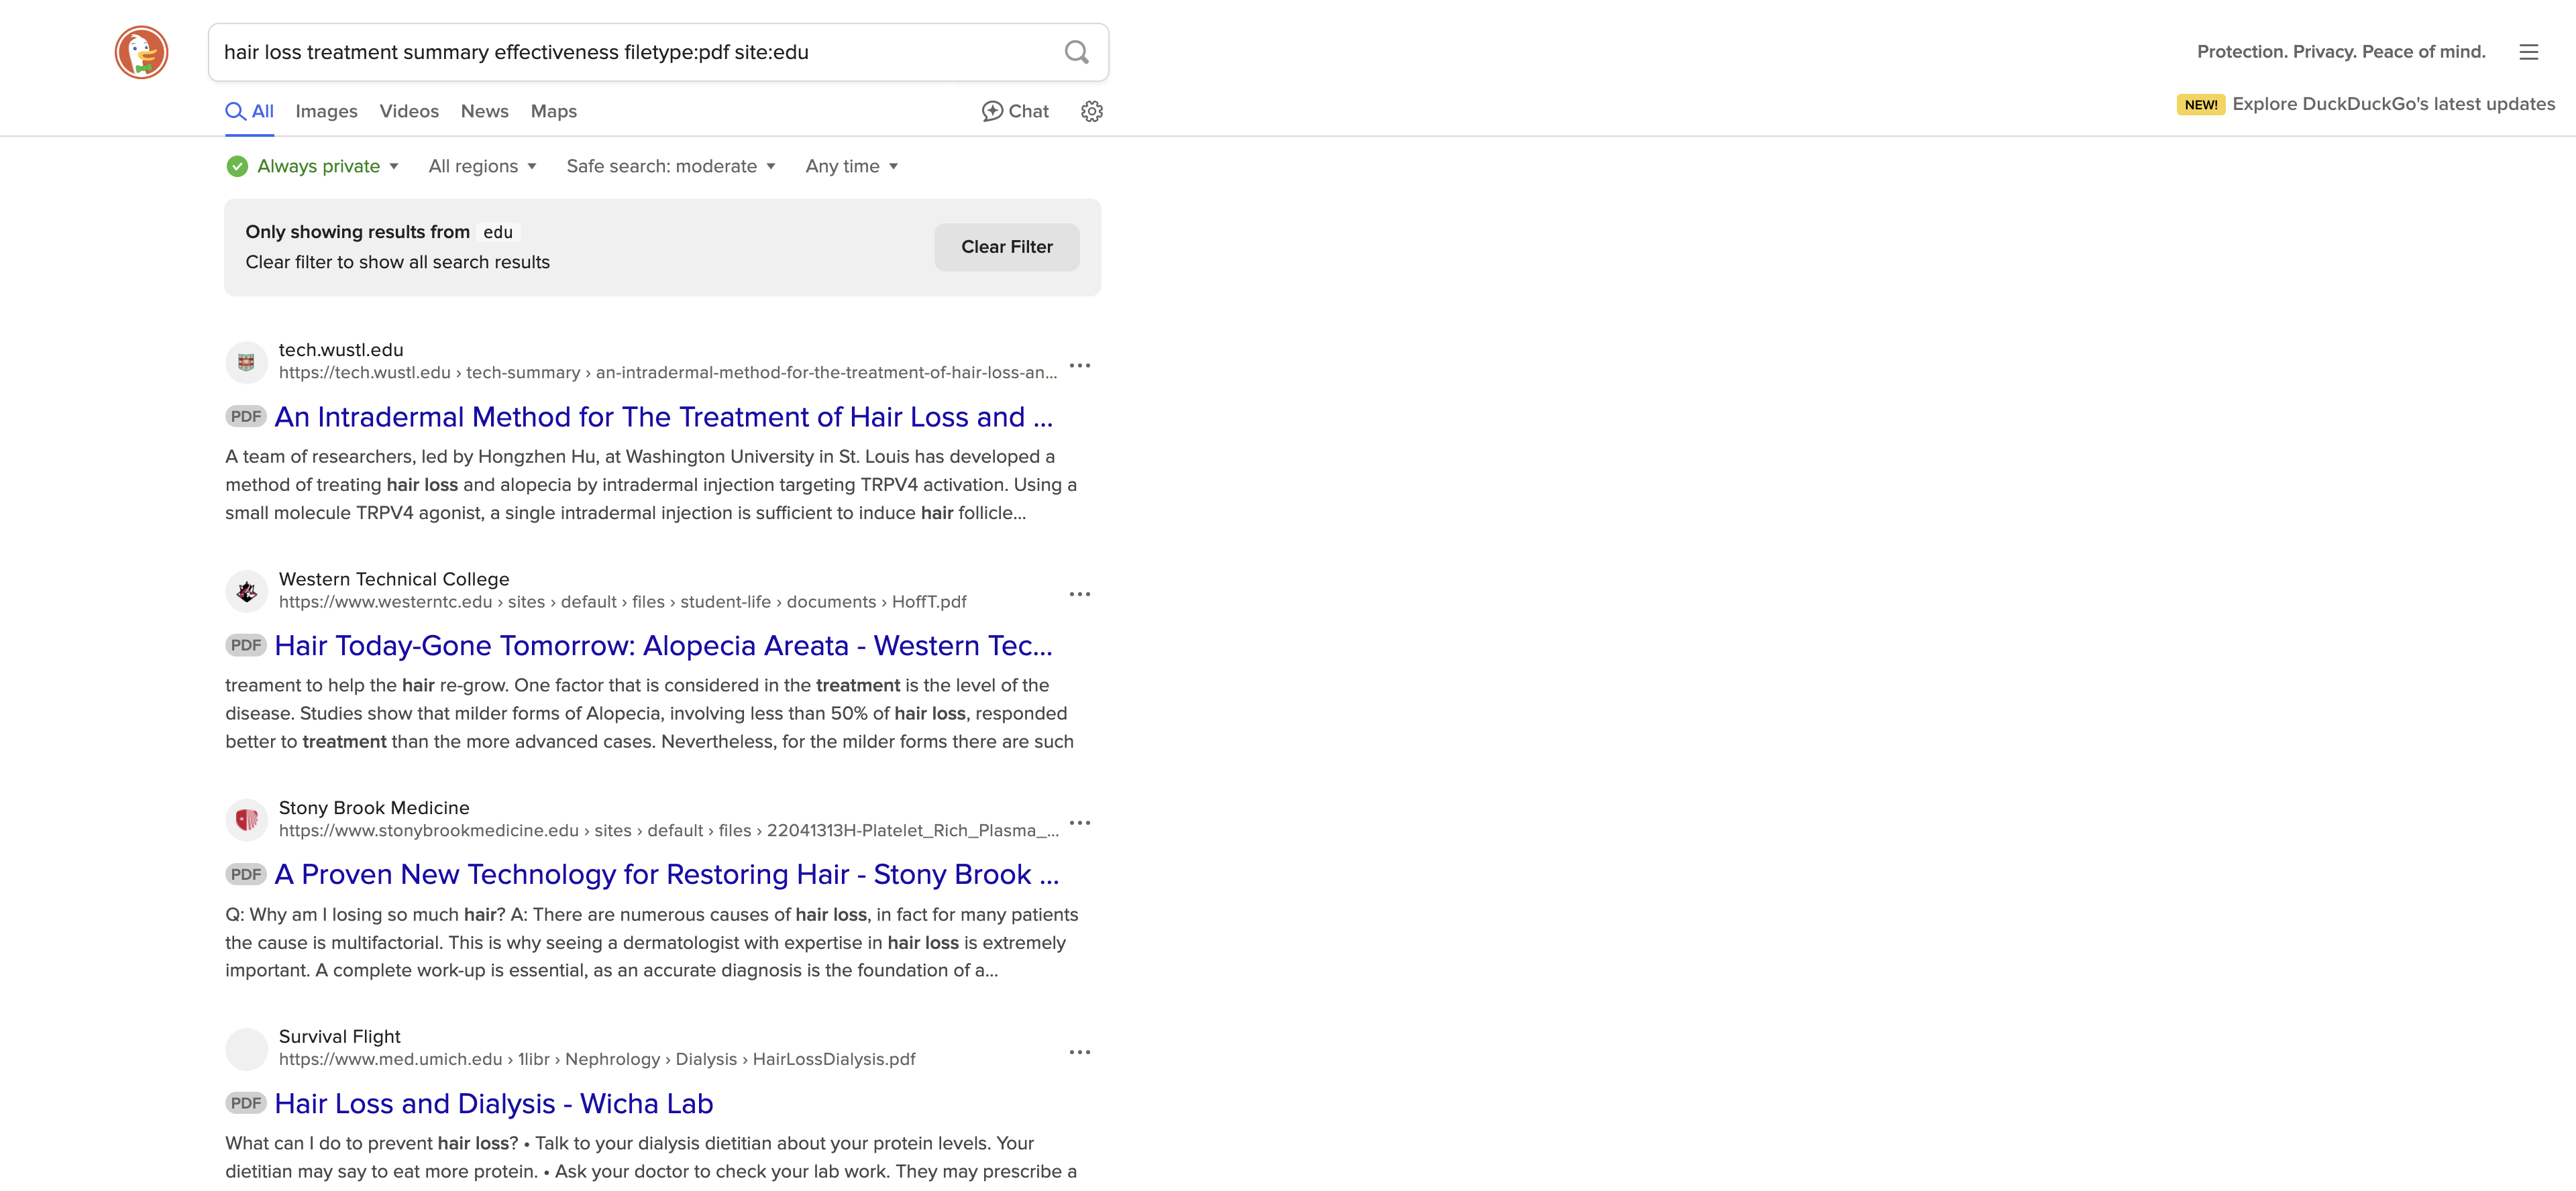 hair loss treatment summary effectiveness filetype:pdf site:edu
Protection. Privacy. Peace of mind.
All Images Videos News Maps Chat
NEW! Explore DuckDuckGo's latest updates
Always private All regions Safe search: moderate Any time
Only showing results from edu
Clear filter to show all search results
Clear Filter
tech.wustl.edu
https://tech.wustl.edu › tech-summary › an-intradermal-method-for-the-treatment-of-hair-loss-an...
PDF An Intradermal Method for The Treatment of Hair Loss and ...
A team of researchers, led by Hongzhen Hu, at Washington University in St. Louis has developed a
method of treating hair loss and alopecia by intradermal injection targeting TRPV4 activation. Using a
small molecule TRPV4 agonist, a single intradermal injection is sufficient to induce hair follicle...
Western Technical College
https://www.westerntc.edu › sites › default › files › student-life › documents › HoffT.pdf
PDF Hair Today-Gone Tomorrow: Alopecia Areata - Western Tec...
treament to help the hair re-grow. One factor that is considered in the treatment is the level of the
disease. Studies show that milder forms of Alopecia, involving less than 50% of hair loss, responded
better to treatment than the more advanced cases. Nevertheless, for the milder forms there are such
Stony Brook Medicine
https://www.stonybrookmedicine.edu › sites › default › files › 22041313H-Platelet_Rich_Plasma_...
PDF A Proven New Technology for Restoring Hair - Stony Brook ...
Q: Why am I losing so much hair? A: There are numerous causes of hair loss, in fact for many patients
the cause is multifactorial. This is why seeing a dermatologist with expertise in hair loss is extremely
important. A complete work-up is essential, as an accurate diagnosis is the foundation of a...
Survival Flight
https://www.med.umich.edu › 1libr › Nephrology › Dialysis › HairLossDialysis.pdf
PDF Hair Loss and Dialysis - Wicha Lab
What can I do to prevent hair loss? • Talk to your dialysis dietitian about your protein levels. Your
dietitian may say to eat more protein. • Ask your doctor to check your lab work. They may prescribe a